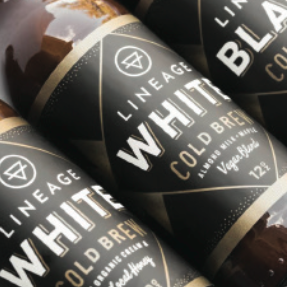 LINEAGE
WHITE
COLD BREW
ALMOND MILK + MAPLE
Vegan Blend
12
LINEAGE
WHITE
COLD BREW
ORGANIC CREAM &
Local Honey
LINEAGE
BLA
CO